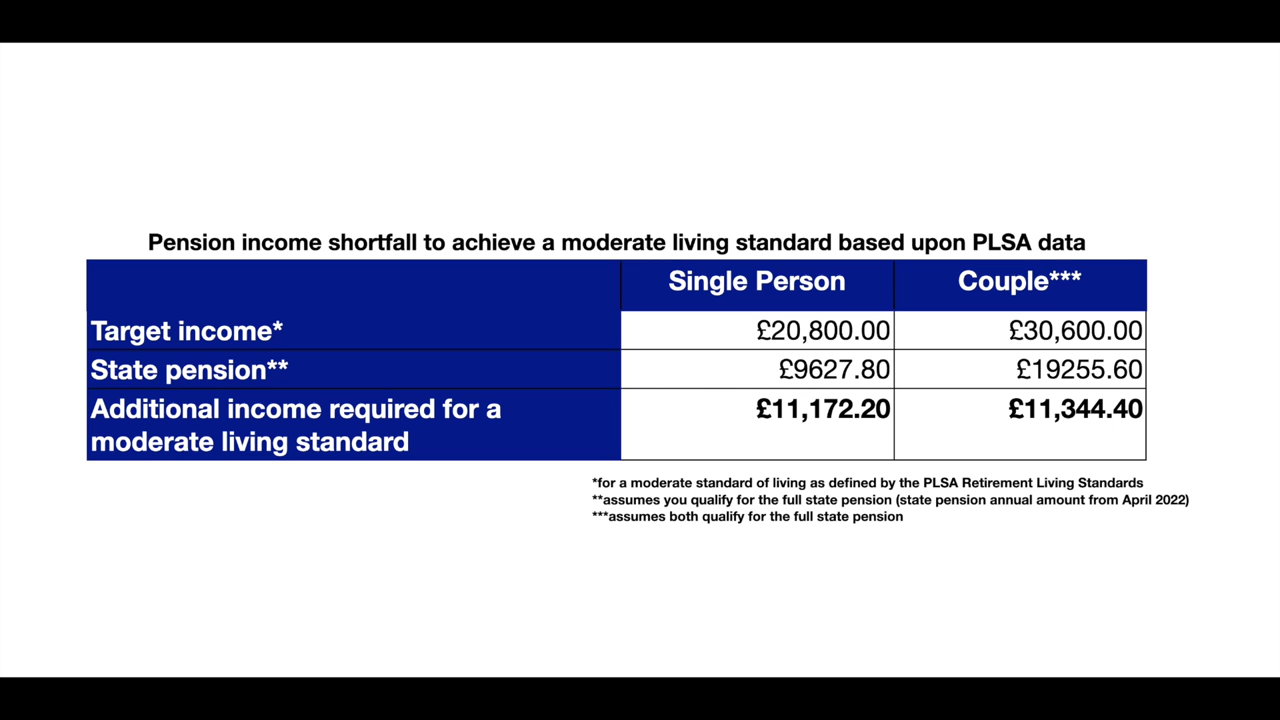 Pension income shortfall to achieve a moderate living standard based upon PLSA data
Single Person Couple***
Target income* £20,800.00 £30,600.00
State pension** £9627.80 £19255.60
Additional income required for a £11,172.20 £11,344.40
moderate living standard
*for a moderate standard of living as defined by the PLSA Retirement Living Standards
**assumes you qualify for the full state pension (state pension annual amount from April 2022)
***assumes both qualify for the full state pension